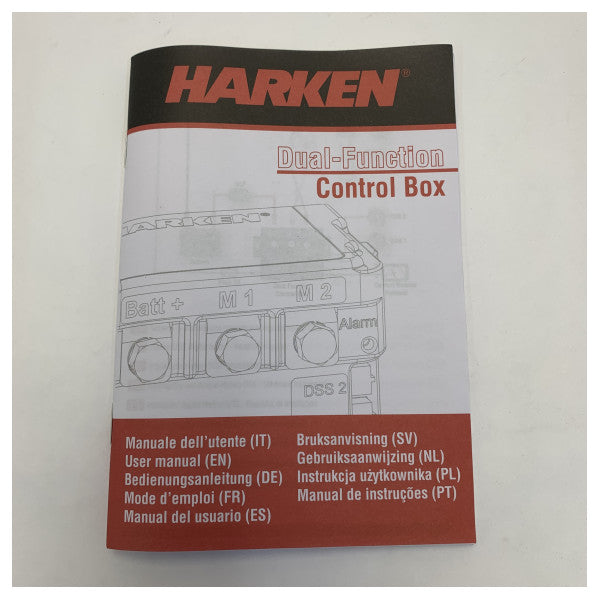 HARKEN®
Dual-Function
Control Box
HARKEN®
Batt + M 1 M 2
Alarm
DSS 2
Manuale dell'utente (IT)
User manual (EN)
Bedienungsanleitung (DE)
Mode d'emploi (FR)
Manual del usuario (ES)
Bruksanvisning (SV)
Gebruiksaanwijzing (NL)
Instrukcja użytkownika (PL)
Manual de instruções (PT)